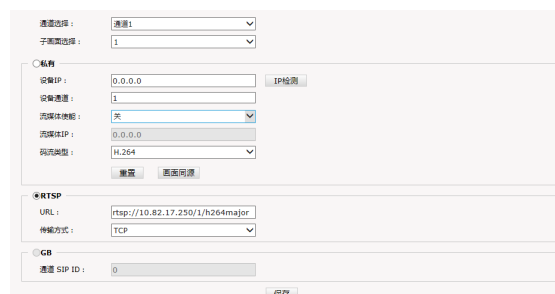 通道选择： 通道1
子画面选择： 1
私有
设备IP： 0.0.0.0 IP检测
设备通道： 1
流媒体使能： 关
流媒体IP： 0.0.0.0
码流类型： H.264
重置 画面同源
RTSP
URL： rtsp://10.82.17.250/1/h264major
传输方式： TCP
GB
通道 SIP ID： 0
保存